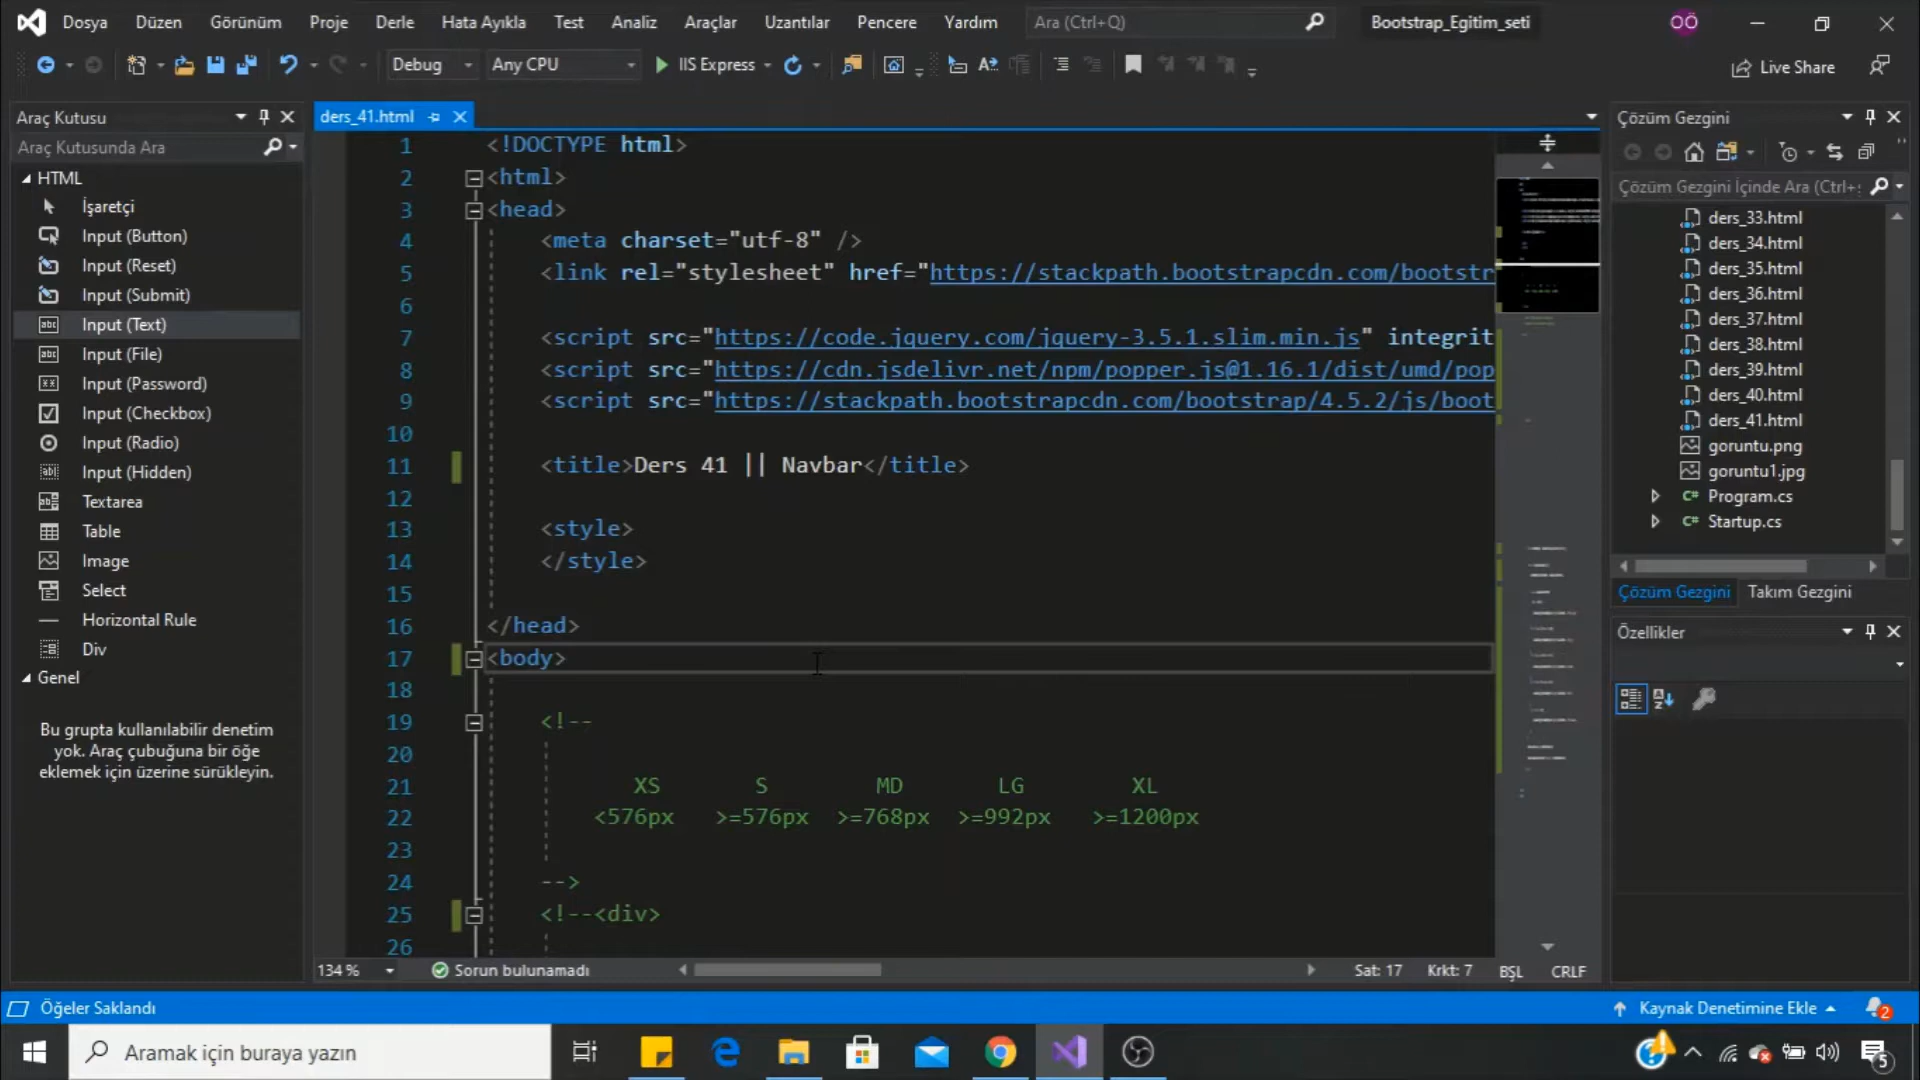 Dosya Düzen Görünüm Proje Derle Hata Ayıkla Test Analiz Araçlar Uzantılar Pencere Yardım Ara (Ctrl+Q) Bootstrap_Egitim_seti OÖ
Debug Any CPU IIS Express Live Share
Araç Kutusu
Araç Kutusunda Ara
HTML
İşaretçi
Input (Button)
Input (Reset)
Input (Submit)
Input (Text)
Input (File)
Input (Password)
Input (Checkbox)
Input (Radio)
Input (Hidden)
Textarea
Table
Image
Select
Horizontal Rule
Div
Genel
Bu grupta kullanılabilir denetim
yok. Araç çubuğuna bir öğe
eklemek için üzerine sürükleyin.
ders_41.html
1 <!DOCTYPE html>
2 <html>
3 <head>
4 <meta charset="utf-8" />
5 <link rel="stylesheet" href="https://stackpath.bootstrapcdn.com/bootstr
6
7 <script src="https://code.jquery.com/jquery-3.5.1.slim.min.js" integrit
8 <script src="https://cdn.jsdelivr.net/npm/popper.js@1.16.1/dist/umd/pop
9 <script src="https://stackpath.bootstrapcdn.com/bootstrap/4.5.2/js/boot
10
11 <title>Ders 41 || Navbar</title>
12
13 <style>
14 </style>
15
16 </head>
17 <body>
18
19 <!--
20
21 XS S MD LG XL
22 <576px >=576px >=768px >=992px >=1200px
23
24 -->
25 <!--<div>
26
134 % Sorun bulunamadı Sat: 17 Krkt: 7 BŞL CRLF
Çözüm Gezgini
Çözüm Gezgini İçinde Ara (Ctrl+ş
ders_33.html
ders_34.html
ders_35.html
ders_36.html
ders_37.html
ders_38.html
ders_39.html
ders_40.html
ders_41.html
goruntu.png
goruntu1.jpg
C# Program.cs
C# Startup.cs
Çözüm Gezgini Takım Gezgini
Özellikler
Öğeler Saklandı Kaynak Denetimine Ekle 2
Aramak için buraya yazın 5